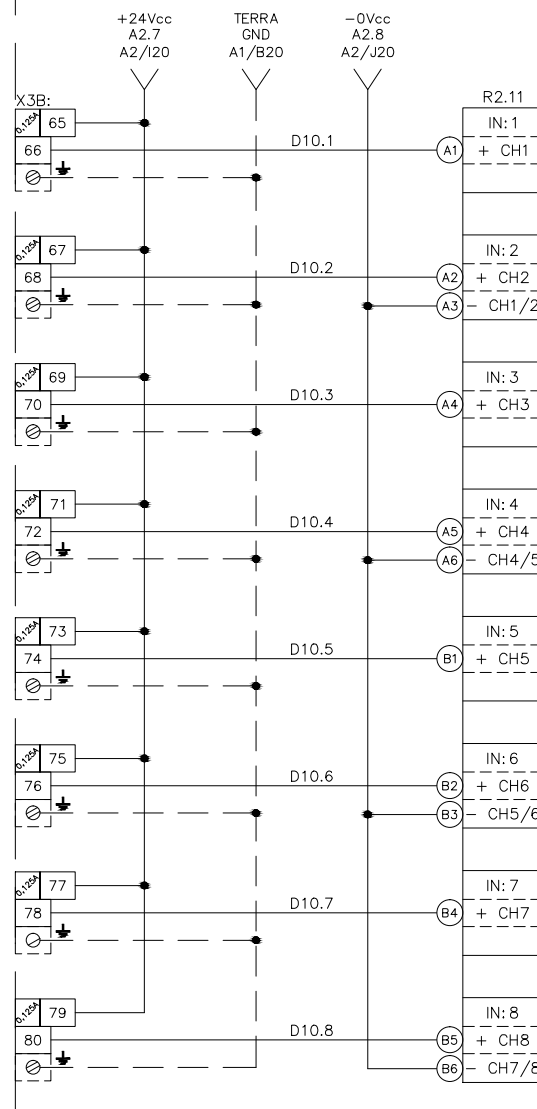 +24Vcc
A2.7
A2/I20
TERRA
GND
A1/B20
-0Vcc
A2.8
A2/J20
X3B:
R2.11
0,125A 65
IN: 1
66
D10.1
A1
+ CH1
0,125A 67
IN: 2
68
D10.2
A2
+ CH2
A3
- CH1/2
0,125A 69
IN: 3
70
D10.3
A4
+ CH3
0,125A 71
IN: 4
72
D10.4
A5
+ CH4
A6
- CH4/5
0,125A 73
IN: 5
74
D10.5
B1
+ CH5
0,125A 75
IN: 6
76
D10.6
B2
+ CH6
B3
- CH5/6
0,125A 77
IN: 7
78
D10.7
B4
+ CH7
0,125A 79
IN: 8
80
D10.8
B5
+ CH8
B6
- CH7/8